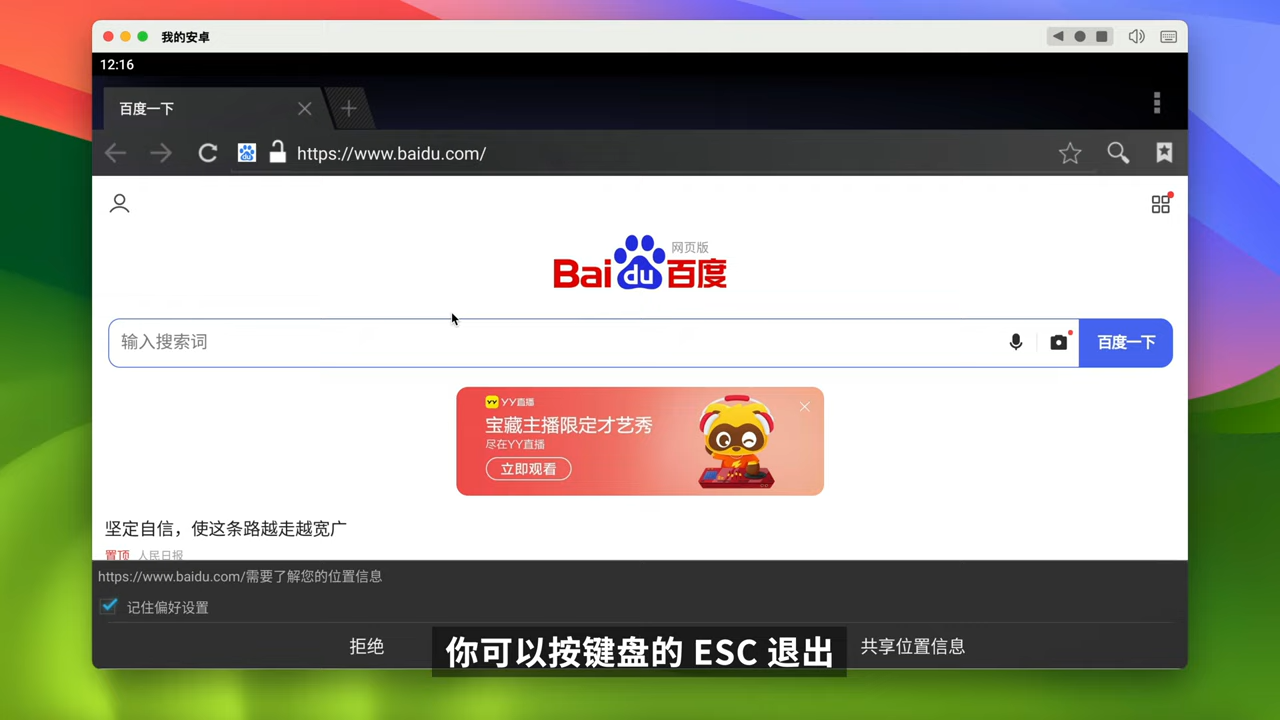 我的安卓
12:16
百度一下
https://www.baidu.com/
Bai du 百度 网页版
输入搜索词
百度一下
YY直播
宝藏主播限定才艺秀
尽在YY直播
立即观看
坚定自信，使这条路越走越宽广
置顶 人民日报
https://www.baidu.com/需要了解您的位置信息
记住偏好设置
拒绝
共享位置信息
你可以按键盘的 ESC 退出